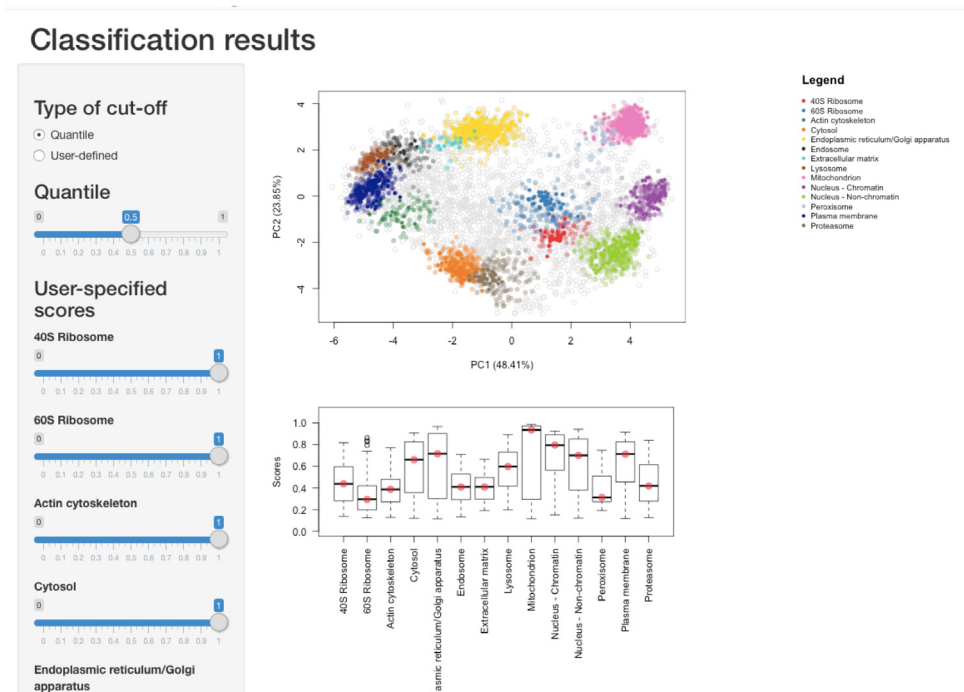 Classification results
Type of cut-off
Quantile
User-defined
Quantile
0 0.5 1
0 0.1 0.2 0.3 0.4 0.5 0.6 0.7 0.8 0.9 1
User-specified
scores
40S Ribosome
0 1
0 0.1 0.2 0.3 0.4 0.5 0.6 0.7 0.8 0.9 1
60S Ribosome
0 1
0 0.1 0.2 0.3 0.4 0.5 0.6 0.7 0.8 0.9 1
Actin cytoskeleton
0 1
0 0.1 0.2 0.3 0.4 0.5 0.6 0.7 0.8 0.9 1
Cytosol
0 1
0 0.1 0.2 0.3 0.4 0.5 0.6 0.7 0.8 0.9 1
Endoplasmic reticulum/Golgi
apparatus
PC2 (23.85%)
4
2
0
-2
-4
-6 -4 -2 0 2 4
PC1 (48.41%)
Legend
40S Ribosome
60S Ribosome
Actin cytoskeleton
Cytosol
Endoplasmic reticulum/Golgi apparatus
Endosome
Extracellular matrix
Lysosome
Mitochondrion
Nucleus - Chromatin
Nucleus - Non-chromatin
Peroxisome
Plasma membrane
Proteasome
Scores
1.0
0.8
0.6
0.4
0.2
0.0
40S Ribosome
60S Ribosome
Actin cytoskeleton
Cytosol
asmic reticulum/Golgi apparatus
Endosome
Extracellular matrix
Lysosome
Mitochondrion
Nucleus - Chromatin
Nucleus - Non-chromatin
Peroxisome
Plasma membrane
Proteasome